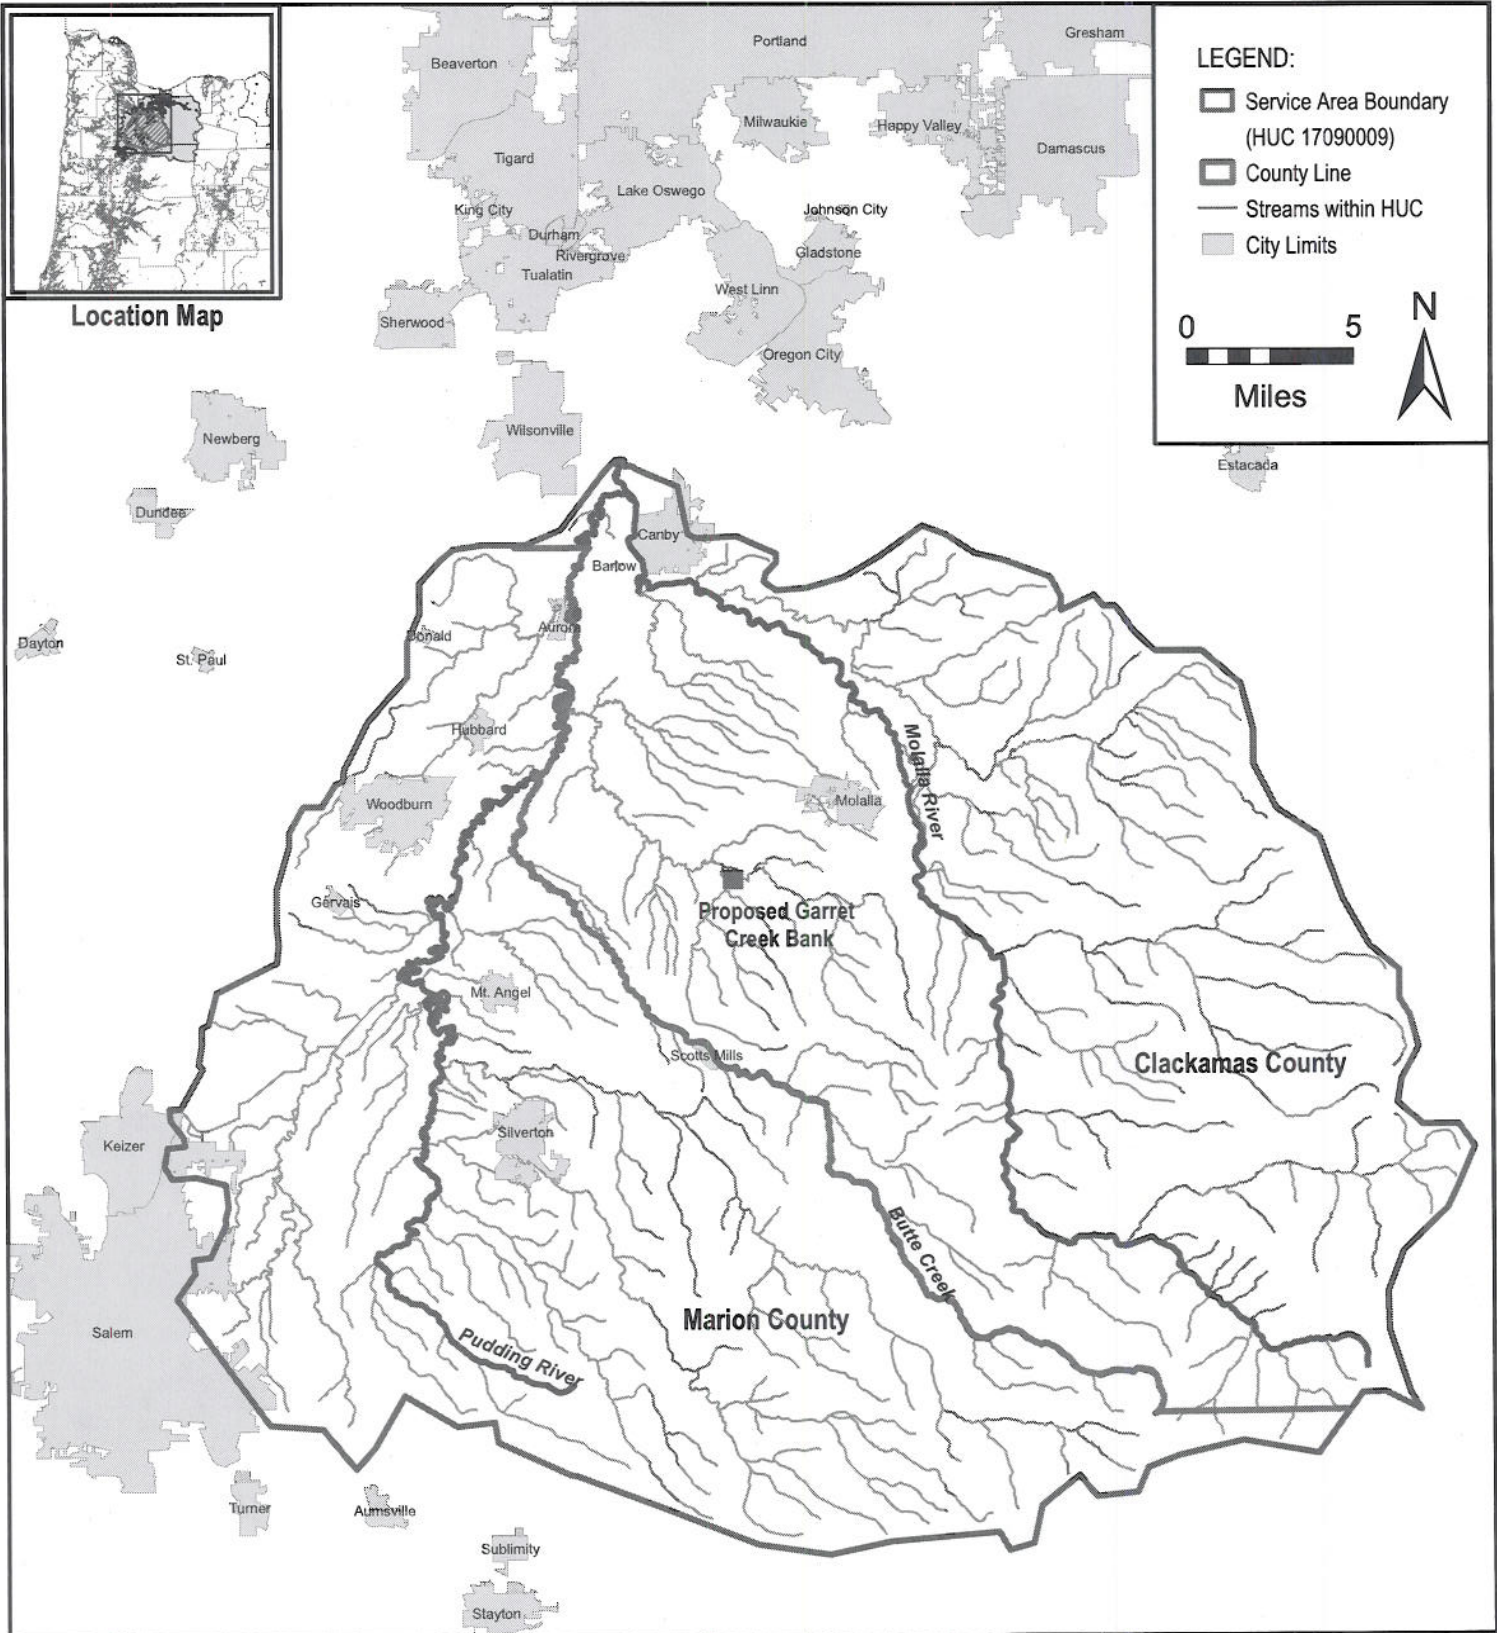 Location Map
LEGEND:
Service Area Boundary
(HUC 17090009)
County Line
Streams within HUC
City Limits
0 5
Miles
N
Portland
Gresham
Beaverton
Milwaukie
Happy Valley
Damascus
Tigard
Lake Oswego
King City
Johnson City
Durham
Rivergrove
Gladstone
Tualatin
West Linn
Sherwood
Oregon City
Wilsonville
Newberg
Estacada
Dundee
Canby
Barlow
Aurora
Donald
Dayton
St. Paul
Hubbard
Molalla River
Woodburn
Molalla
Gervais
Proposed Garret
Creek Bank
Mt. Angel
Scotts Mills
Clackamas County
Keizer
Silverton
Butte Creek
Marion County
Salem
Pudding River
Turner
Aumsville
Sublimity
Stayton